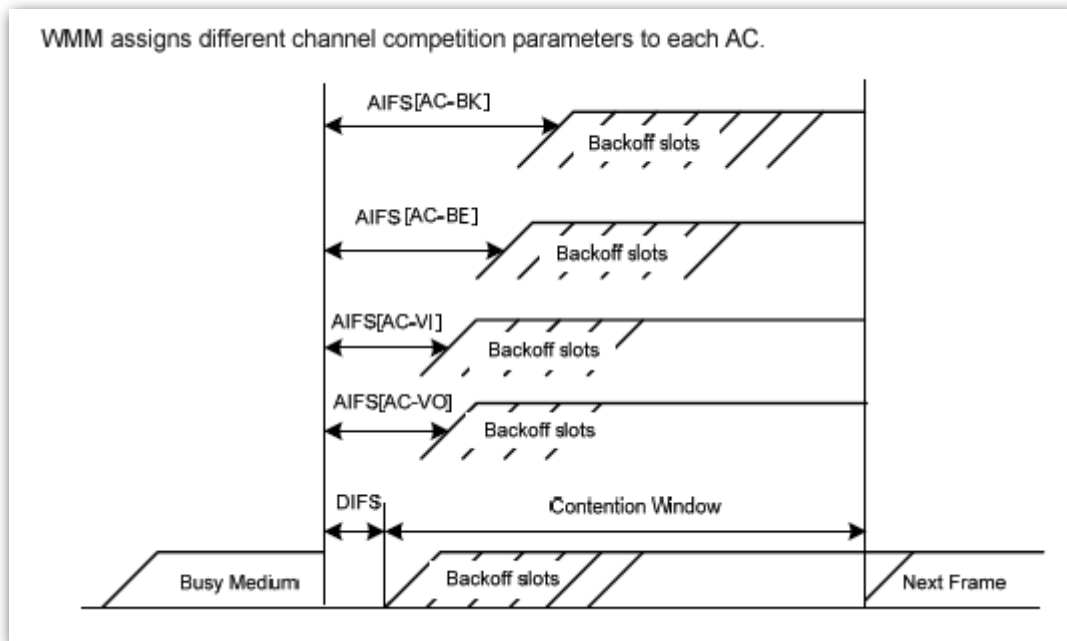 WMM assigns different channel competition parameters to each AC.
AIFS[AC-BK]
Backoff slots
AIFS[AC-BE]
Backoff slots
AIFS[AC-VI]
Backoff slots
AIFS[AC-VO]
Backoff slots
DIFS
Contention Window
Busy Medium
Backoff slots
Next Frame